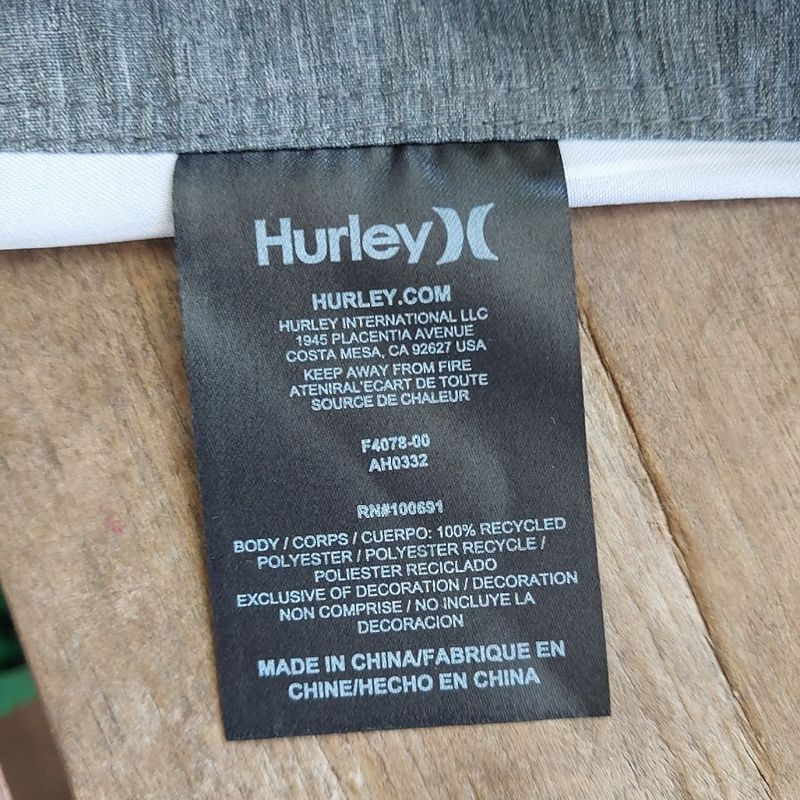 Hurley
HURLEY.COM
HURLEY INTERNATIONAL LLC
1945 PLACENTIA AVENUE
COSTA MESA, CA 92627 USA
KEEP AWAY FROM FIRE
ATENIRAL'ECART DE TOUTE
SOURCE DE CHALEUR
F4078-00
AH0332
RN#100691
BODY / CORPS / CUERPO: 100% RECYCLED
POLYESTER / POLYESTER RECYCLE /
POLIESTER RECICLADO
EXCLUSIVE OF DECORATION / DECORATION
NON COMPRISE / NO INCLUYE LA
DECORACION
MADE IN CHINA/FABRIQUE EN
CHINE/HECHO EN CHINA